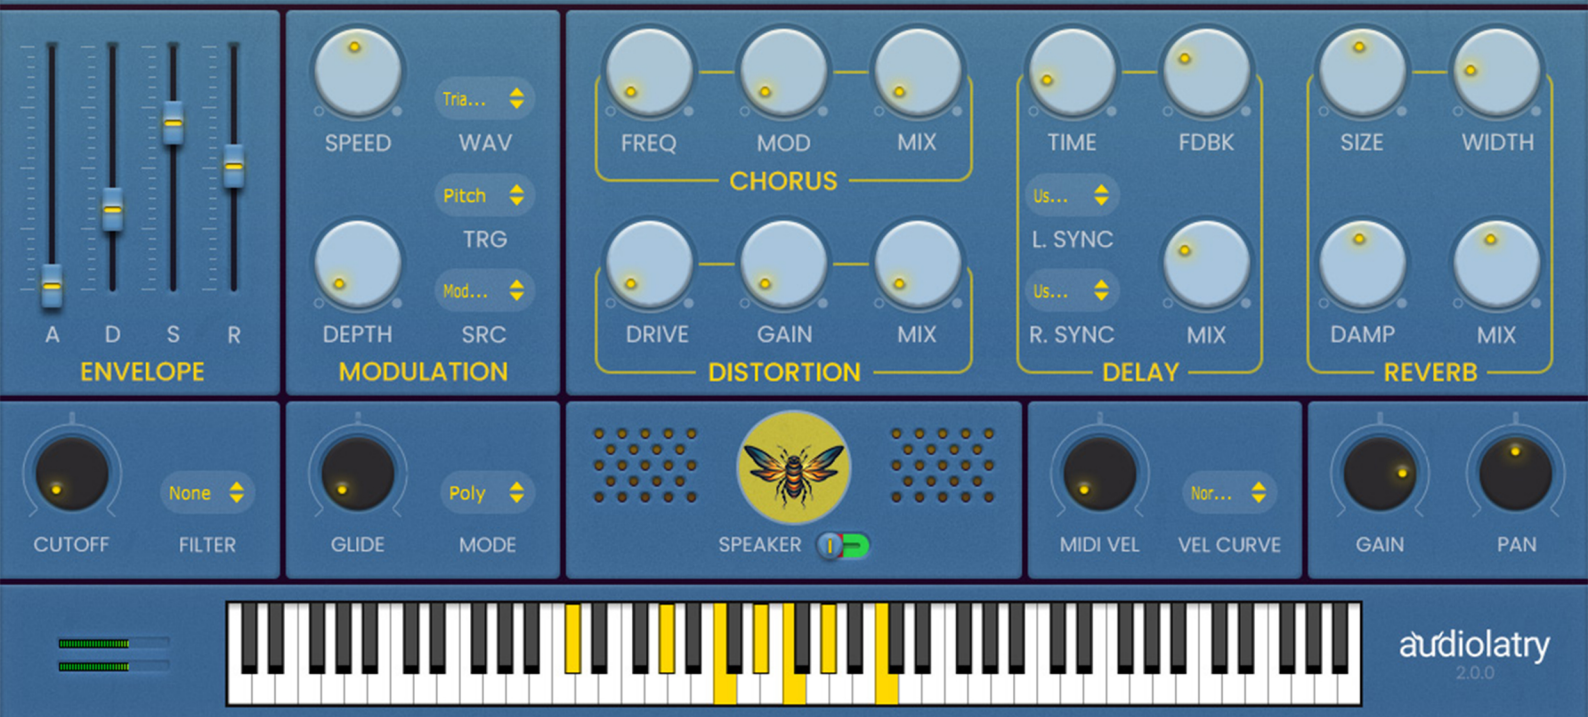 SPEED
Tria...
WAV
Pitch
TRG
DEPTH
Mod...
SRC
A D S R
ENVELOPE
MODULATION
FREQ MOD MIX
CHORUS
DRIVE GAIN MIX
DISTORTION
TIME FDBK
Us...
L. SYNC
Us...
R. SYNC MIX
DELAY
SIZE WIDTH
DAMP MIX
REVERB
None
CUTOFF FILTER
Poly
GLIDE MODE
SPEAKER
Nor...
MIDI VEL VEL CURVE
GAIN PAN
audiolatry
2.0.0